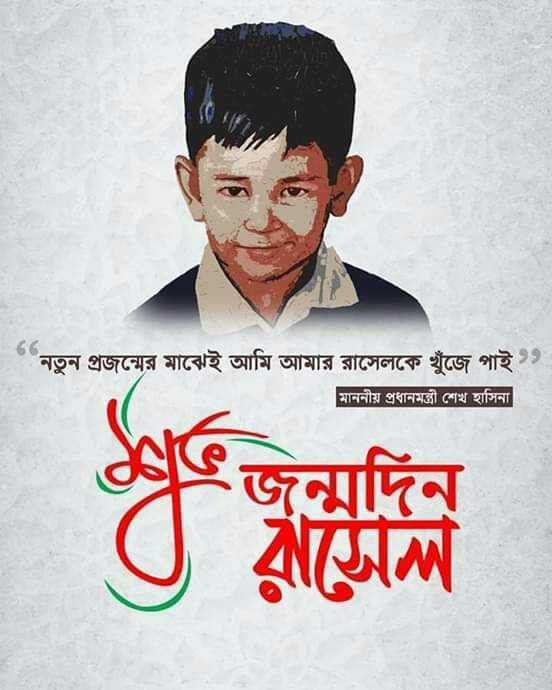 “নতুন প্রজন্মের মাঝেই আমি আমার রাসেলকে খুঁজে পাই”
মাননীয় প্রধানমন্ত্রী শেখ হাসিনা
শুভ
জন্মদিন
রাসেল